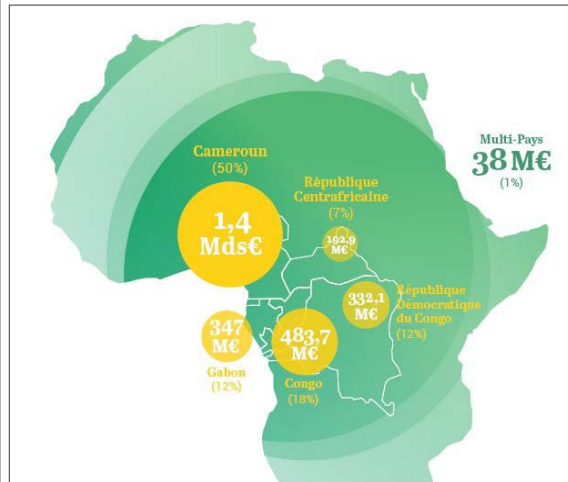 Multi-Pays
38 M€
(1%)
Cameroun
(50%)
1,4
Mds€
République
Centrafricaine
(7%)
192,9
M€
332,1
M€
République
Démocratique
du Congo
(12%)
347
M€
Gabon
(12%)
483,7
M€
Congo
(18%)